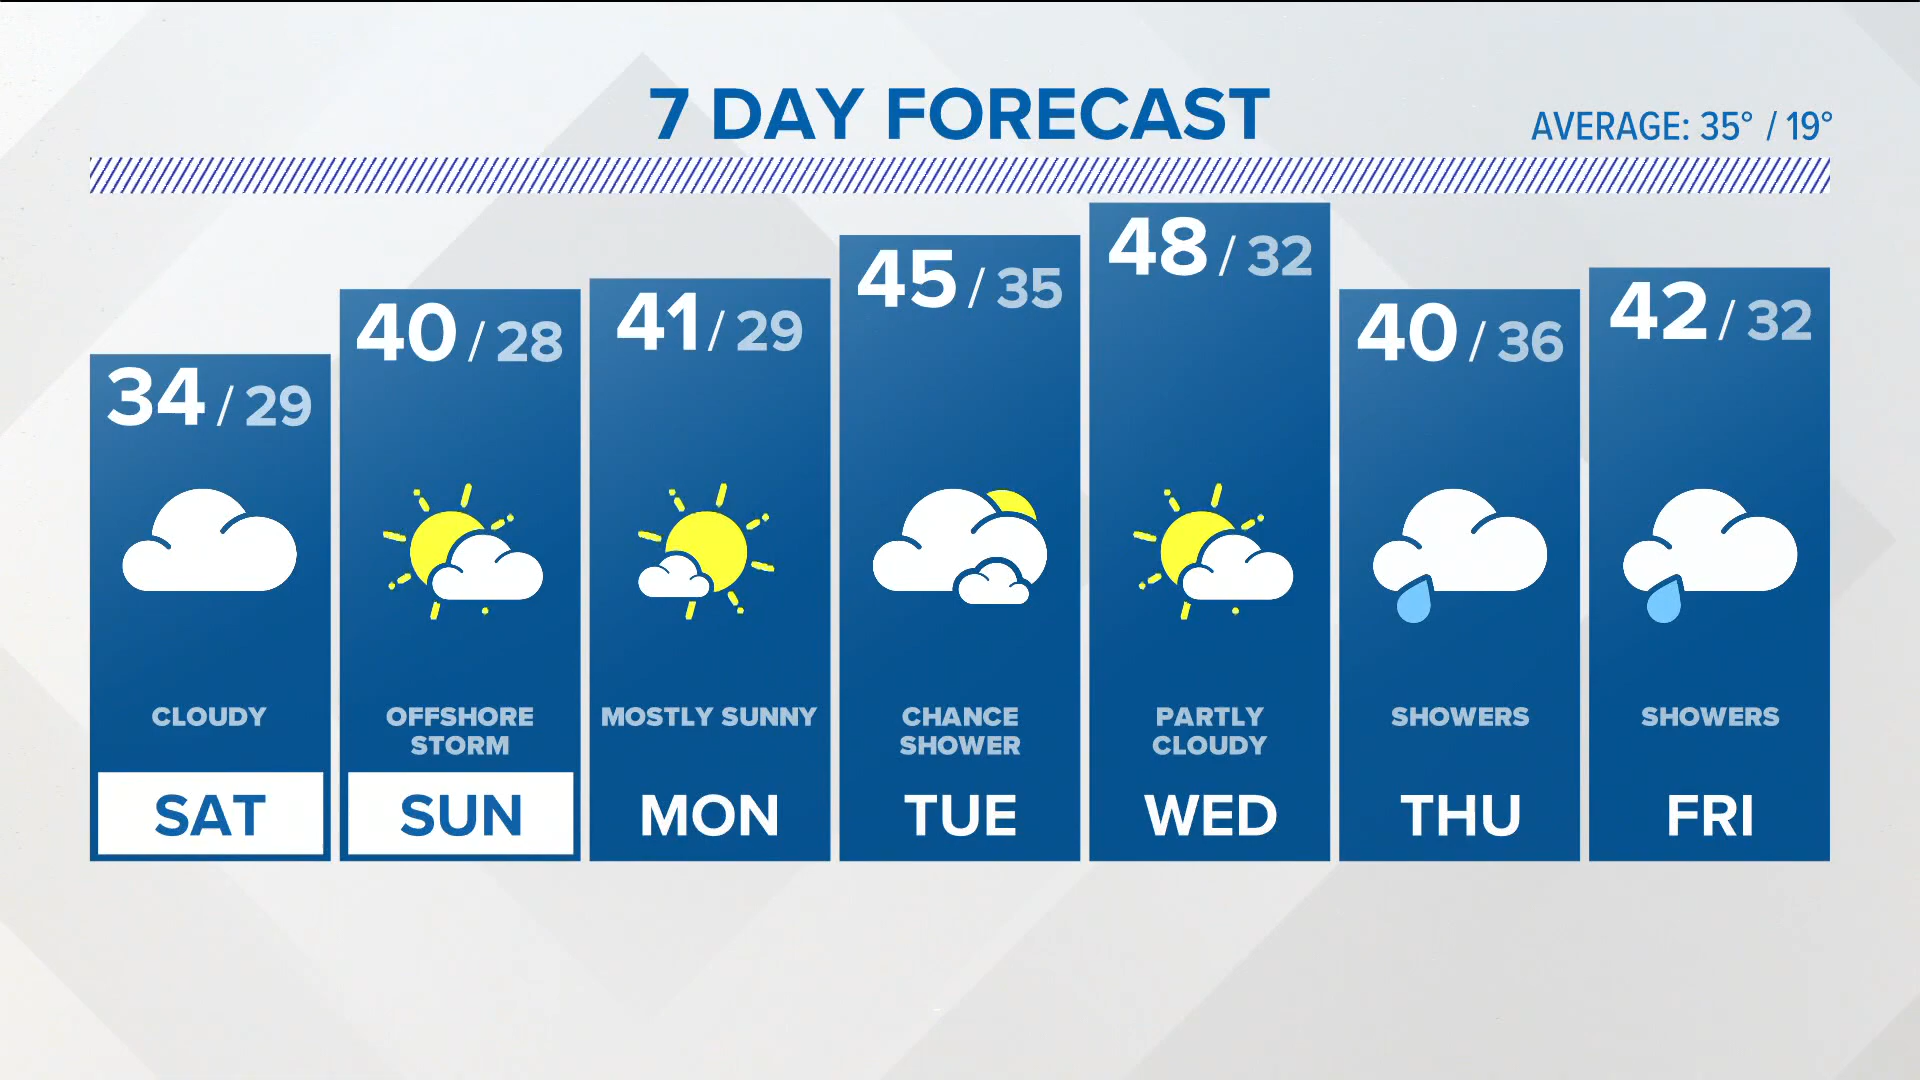 7 DAY FORECAST
AVERAGE: 35° / 19°
34 / 29
CLOUDY
SAT
40 / 28
OFFSHORE
STORM
SUN
41 / 29
MOSTLY SUNNY
MON
45 / 35
CHANCE
SHOWER
TUE
48 / 32
PARTLY
CLOUDY
WED
40 / 36
SHOWERS
THU
42 / 32
SHOWERS
FRI